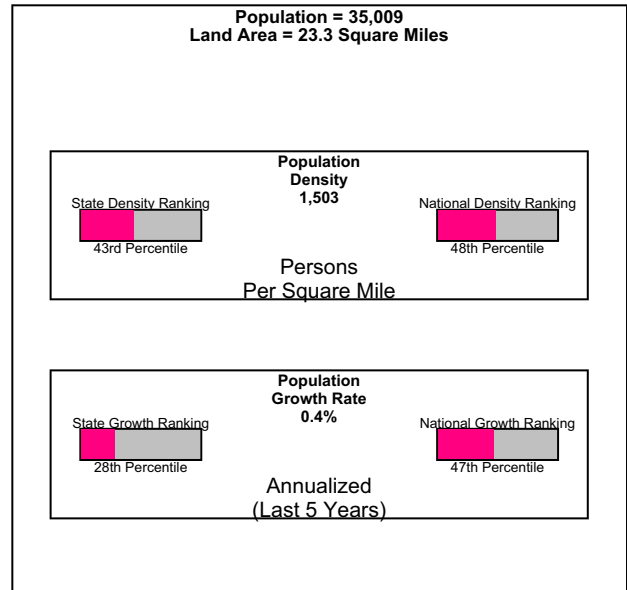 Population = 35,009
Land Area = 23.3 Square Miles
Population
Density
1,503
State Density Ranking
43rd Percentile
National Density Ranking
48th Percentile
Persons
Per Square Mile
Population
Growth Rate
0.4%
State Growth Ranking
28th Percentile
National Growth Ranking
47th Percentile
Annualized
(Last 5 Years)